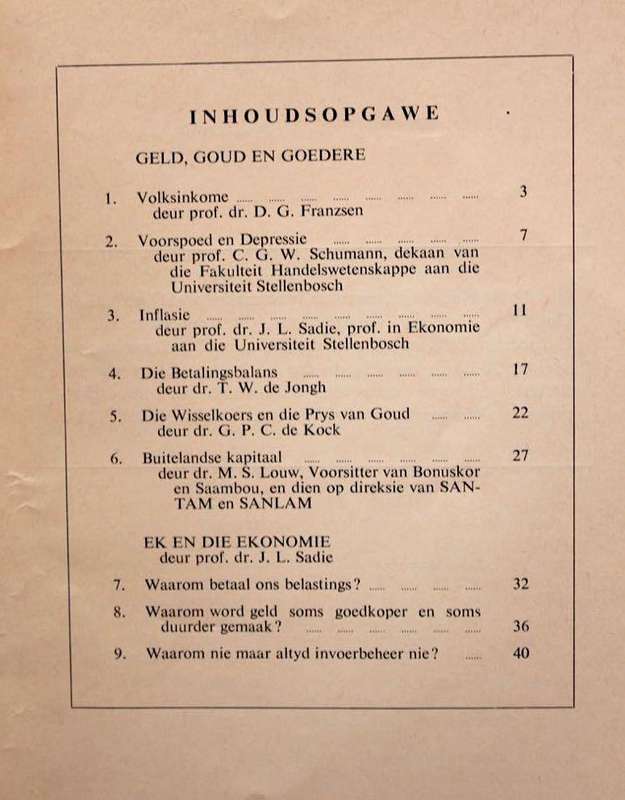 INHOUDSOPGAWE
GELD, GOUD EN GOEDERE
1. Volksinkome ...... ...... ...... ...... ...... ...... ...... ...... 3
deur prof. dr. D. G. Franzsen
2. Voorspoed en Depressie ...... ...... ...... ...... ...... 7
deur prof. C. G. W. Schumann, dekaan van
die Fakulteit Handelswetenskappe aan die
Universiteit Stellenbosch
3. Inflasie ...... ...... ...... ...... ...... ...... ...... ...... ...... 11
deur prof. dr. J. L. Sadie, prof. in Ekonomie
aan die Universiteit Stellenbosch
4. Die Betalingsbalans ...... ...... ...... ...... ...... ...... 17
deur dr. T. W. de Jongh
5. Die Wisselkoers en die Prys van Goud ...... ...... 22
deur dr. G. P. C. de Kock
6. Buitelandse kapitaal ...... ...... ...... ...... ...... ...... 27
deur dr. M. S. Louw, Voorsitter van Bonuskor
en Saambou, en dien op direksie van SAN-
TAM en SANLAM
EK EN DIE EKONOMIE
deur prof. dr. J. L. Sadie
7. Waarom betaal ons belastings? ...... ...... ...... ...... 32
8. Waarom word geld soms goedkoper en soms
duurder gemaak? ...... ...... ...... ...... ...... ...... 36
9. Waarom nie maar altyd invoerbeheer nie? ...... 40